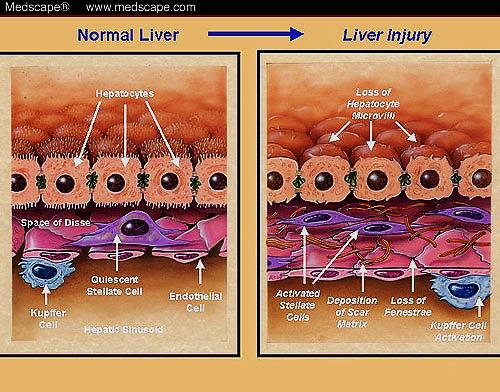 Medscape® www.medscape.com
Normal Liver
Liver Injury
Hepatocytes
Space of Disse
Quiescent
Stellate Cell
Kupffer
Cell
Endothelial
Cell
Hepatic Sinusoid
Loss of
Hepatocyte
Microvilli
Activated
Stellate
Cells
Deposition
of Scar
Matrix
Loss of
Fenestrae
Kupffer Cell
Activation